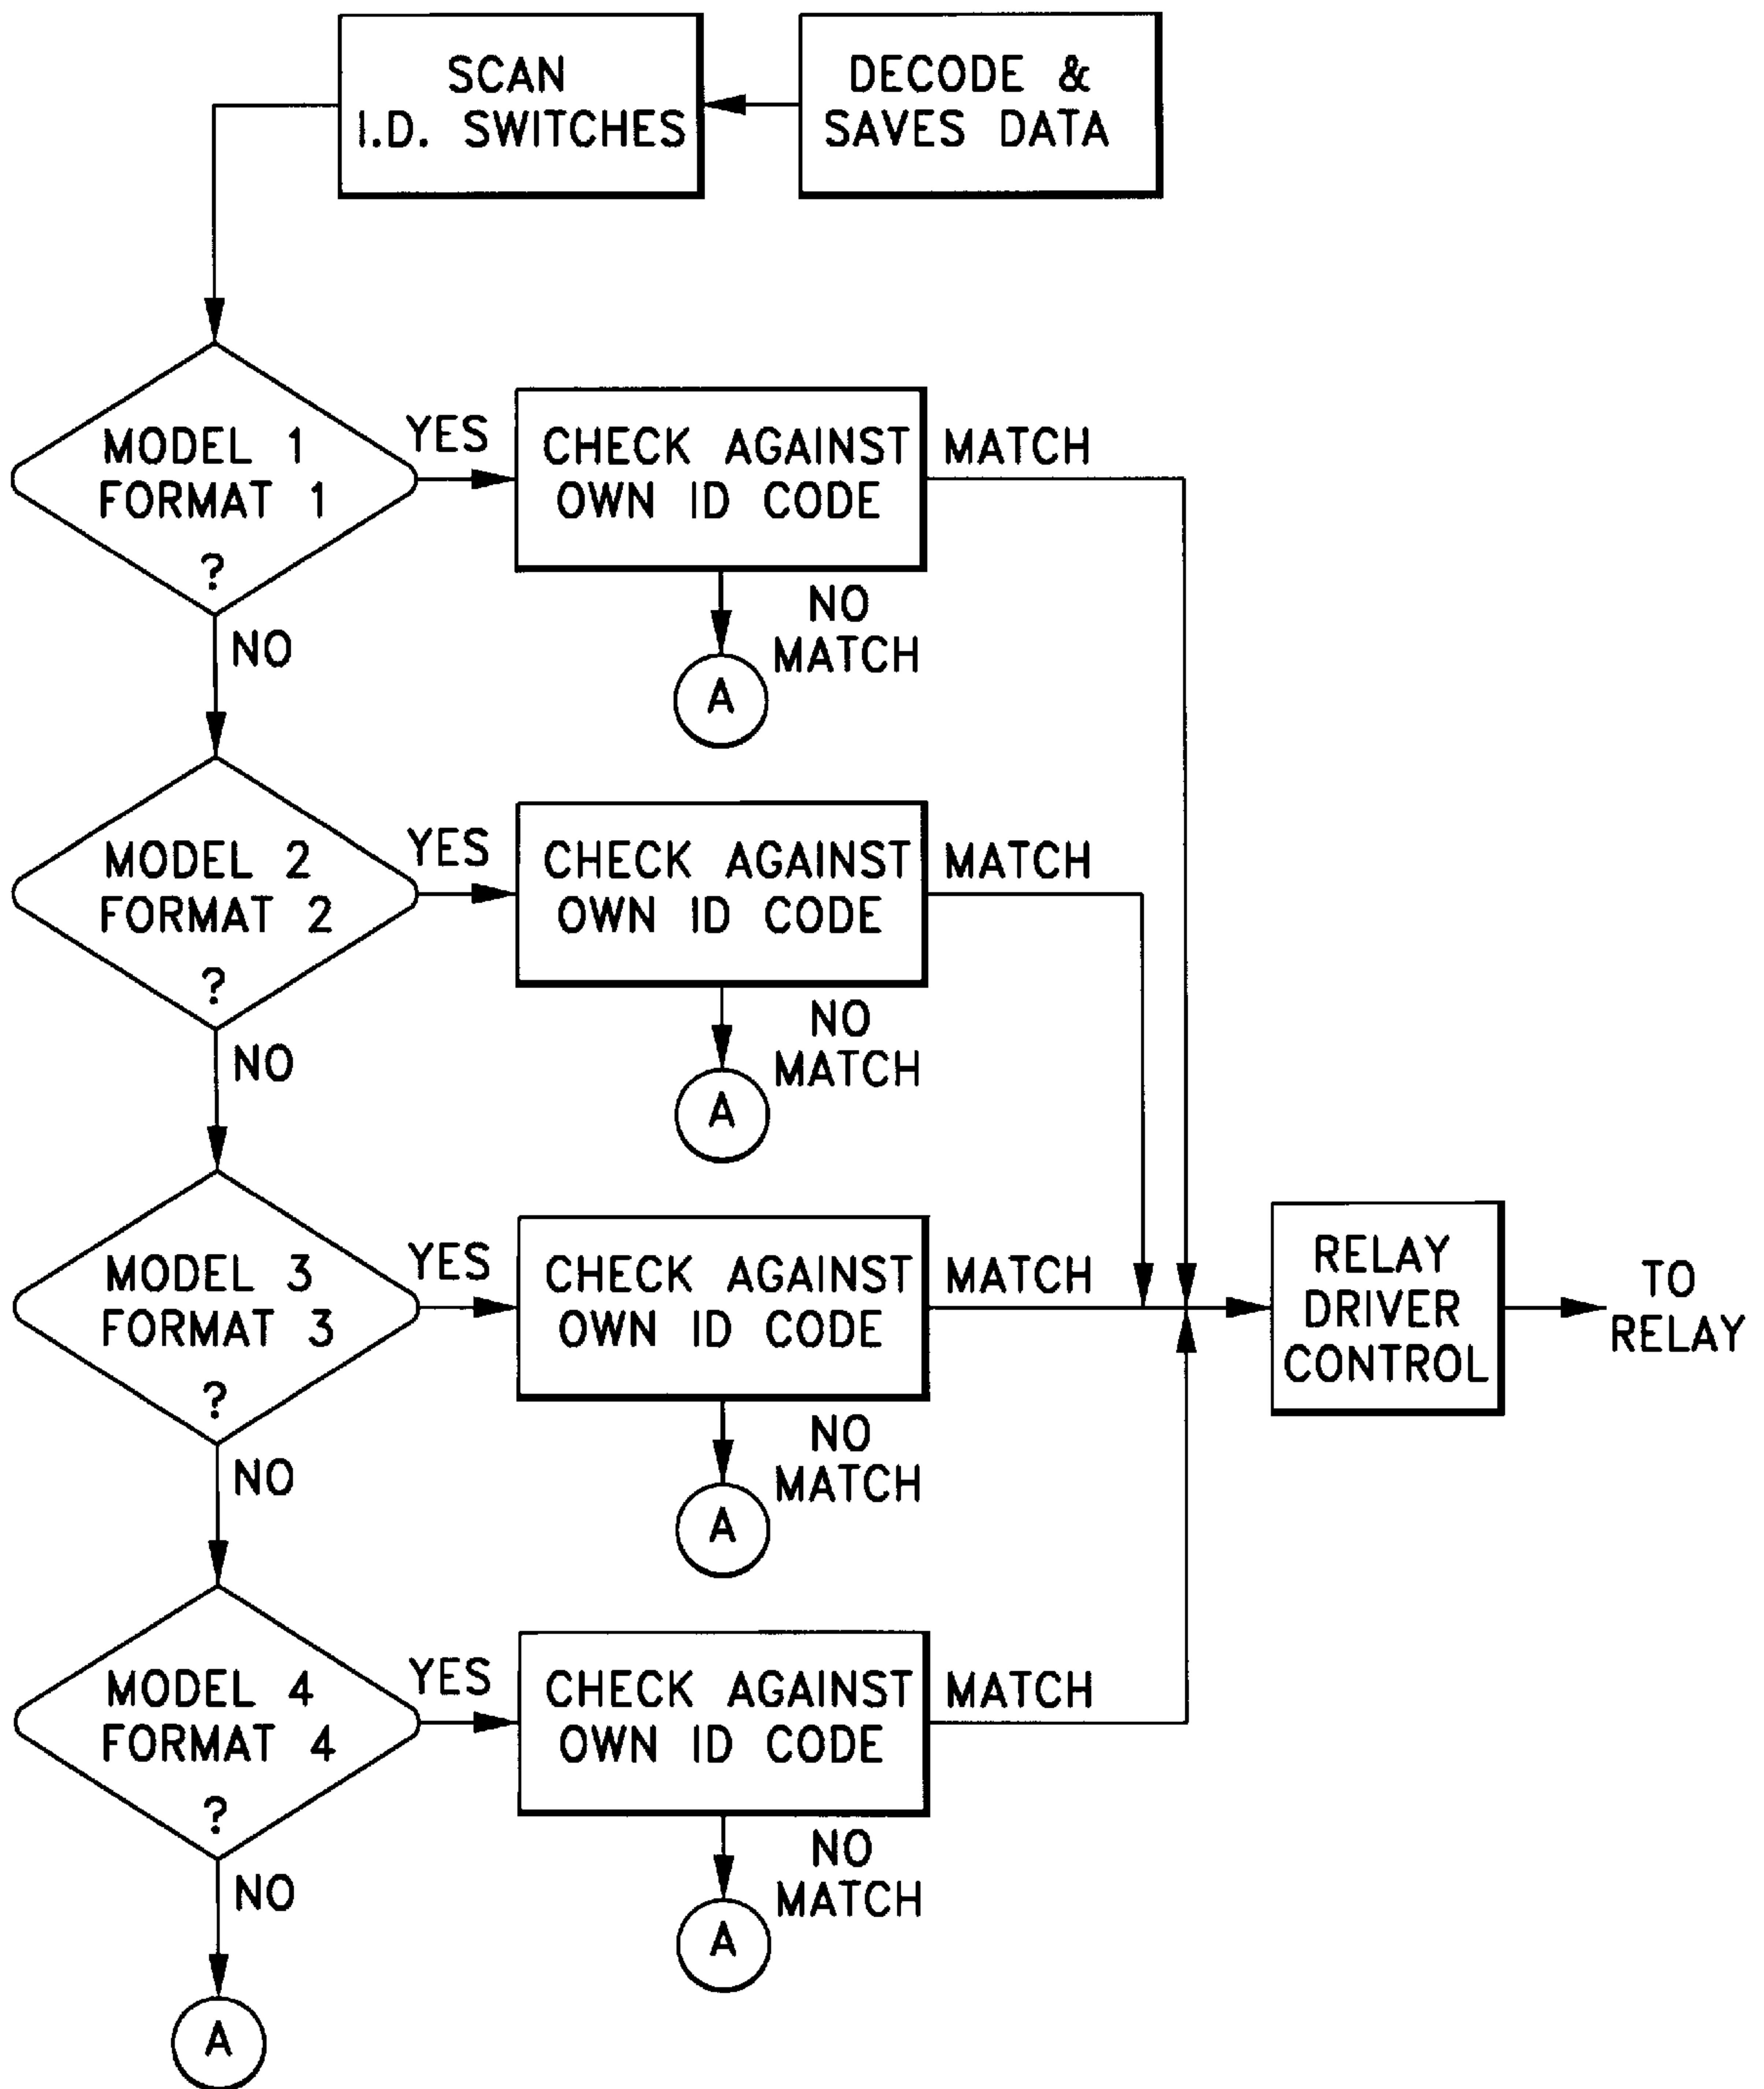 SCAN
I.D. SWITCHES
DECODE &
SAVES DATA
MODEL 1
FORMAT 1
?
YES
CHECK AGAINST
OWN ID CODE
MATCH
NO
MATCH
A
NO
MODEL 2
FORMAT 2
?
YES
CHECK AGAINST
OWN ID CODE
MATCH
NO
MATCH
A
NO
MODEL 3
FORMAT 3
?
YES
CHECK AGAINST
OWN ID CODE
MATCH
NO
MATCH
A
RELAY
DRIVER
CONTROL
TO
RELAY
NO
MODEL 4
FORMAT 4
?
YES
CHECK AGAINST
OWN ID CODE
MATCH
NO
MATCH
A
NO
A